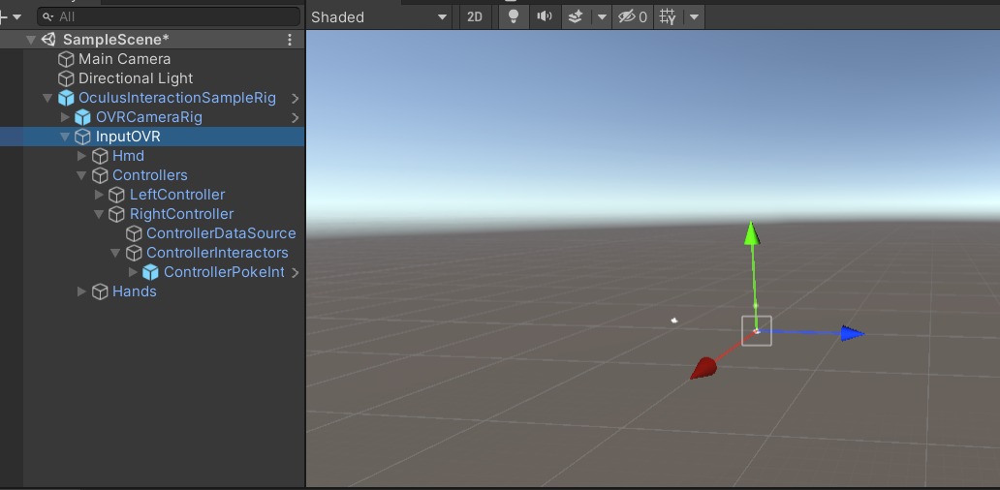 All
Shaded
2D
0
SampleScene*
Main Camera
Directional Light
OculusInteractionSampleRig
OVRCameraRig
InputOVR
Hmd
Controllers
LeftController
RightController
ControllerDataSource
ControllerInteractors
ControllerPokeInt
Hands